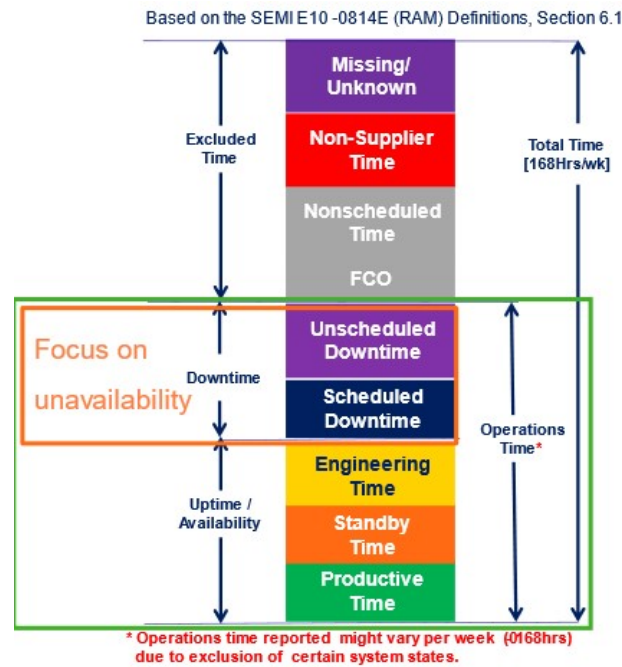 Based on the SEMI E10 -0814E (RAM) Definitions, Section 6.1
Missing/
Unknown
Excluded
Time
Non-Supplier
Time
Total Time
[168Hrs/wk]
Nonscheduled
Time
FCO
Focus on
unavailability
Downtime
Unscheduled
Downtime
Scheduled
Downtime
Operations
Time*
Uptime /
Availability
Engineering
Time
Standby
Time
Productive
Time
* Operations time reported might vary per week (0168hrs)
due to exclusion of certain system states.